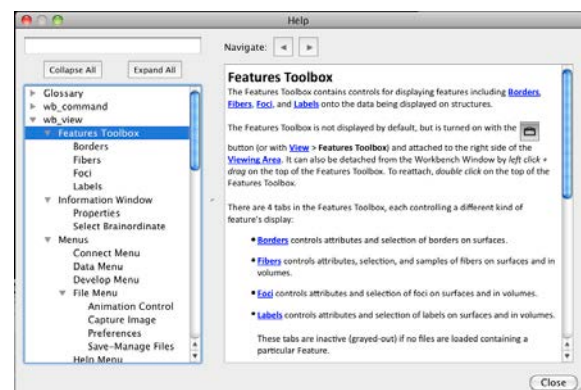 Help
Navigate:
Collapse All
Expand All
Glossary
wb_command
wb_view
Features Toolbox
Borders
Fibers
Foci
Labels
Information Window
Properties
Select Brainordinate
Menus
Connect Menu
Data Menu
Develop Menu
File Menu
Animation Control
Capture Image
Preferences
Save-Manage Files
Help Menu
Features Toolbox
The Features Toolbox contains controls for displaying features including Borders,
Fibers, Foci, and Labels onto the data being displayed on structures.
The Features Toolbox is not displayed by default, but is turned on with the
button (or with View > Features Toolbox) and attached to the right side of the
Viewing Area. It can also be detached from the Workbench Window by left click +
drag on the top of the Features Toolbox. To reattach, double click on the top of the
Features Toolbox.
There are 4 tabs in the Features Toolbox, each controlling a different kind of
feature's display:
• Borders controls attributes and selection of borders on surfaces.
• Fibers controls attributes, selection, and samples of fibers on surfaces and in
volumes.
• Foci controls attributes and selection of foci on surfaces and in volumes.
• Labels controls attributes and selection of labels on surfaces and in volumes.
These tabs are inactive (grayed-out) if no files are loaded containing a
particular Feature.
Close